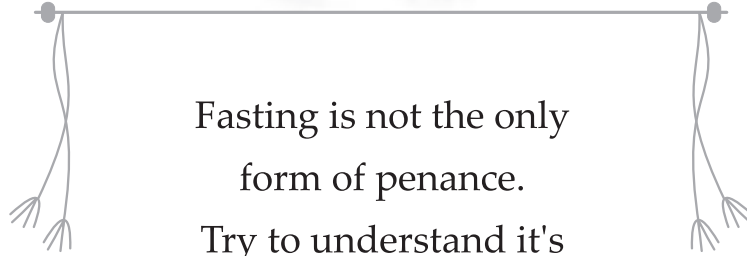 Fasting is not the only
form of penance.
Try to understand it's